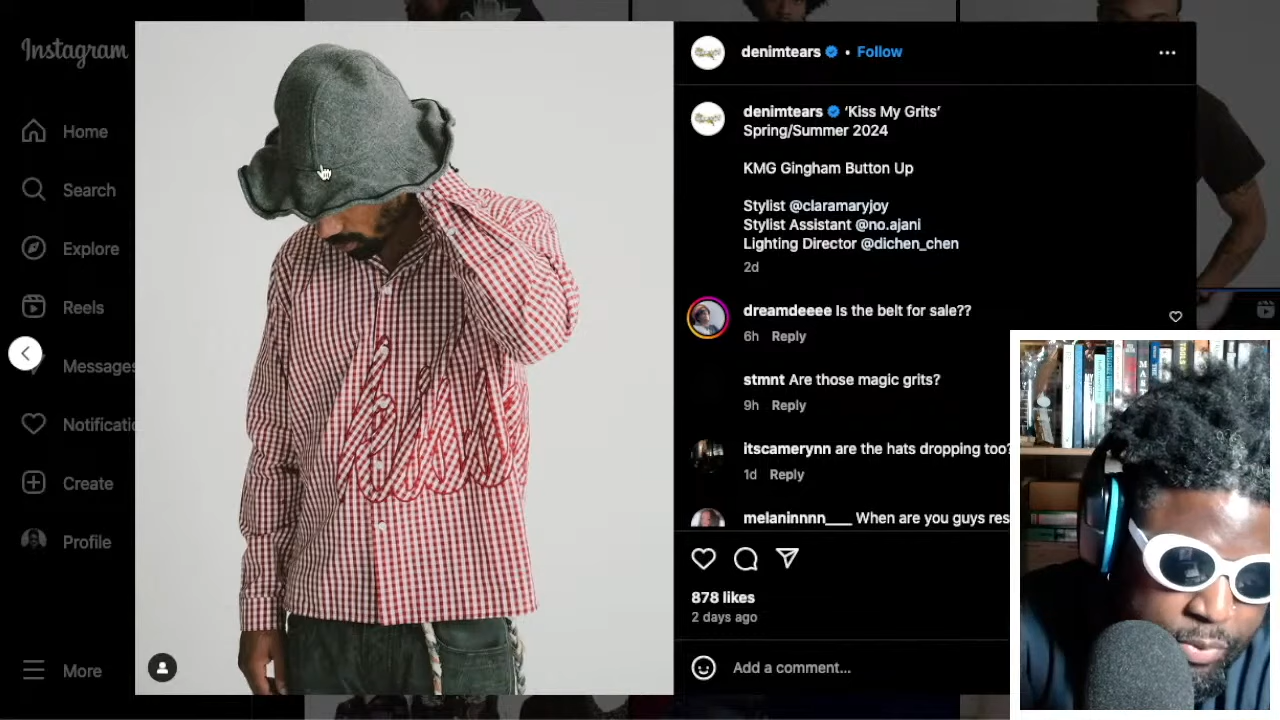 Instagram
Home
Search
Explore
Reels
Messages
Notificatio
Create
Profile
More
kiss
denimtears • Follow
denimtears ‘Kiss My Grits’
Spring/Summer 2024
KMG Gingham Button Up
Stylist @claramaryjoy
Stylist Assistant @no.ajani
Lighting Director @dichen_chen
2d
dreamdeeee Is the belt for sale??
6h Reply
stmnt Are those magic grits?
9h Reply
itscamerynn are the hats dropping too?
1d Reply
melaninnnn___ When are you guys res
878 likes
2 days ago
Add a comment...